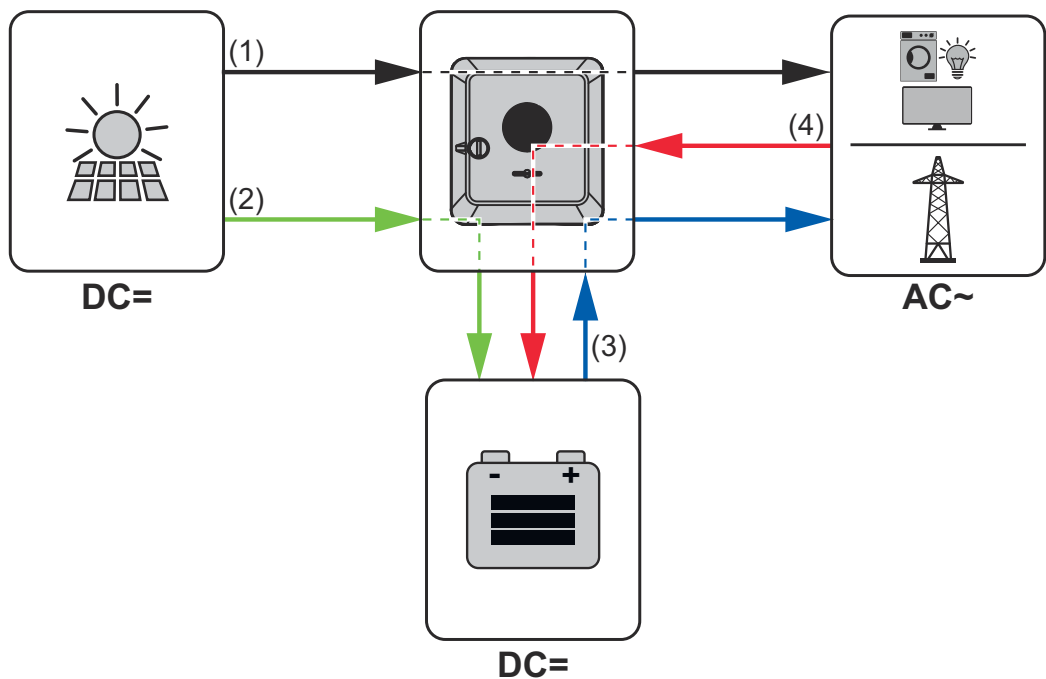 (1)
(4)
(2)
DC=
AC~
(3)
- +
DC=